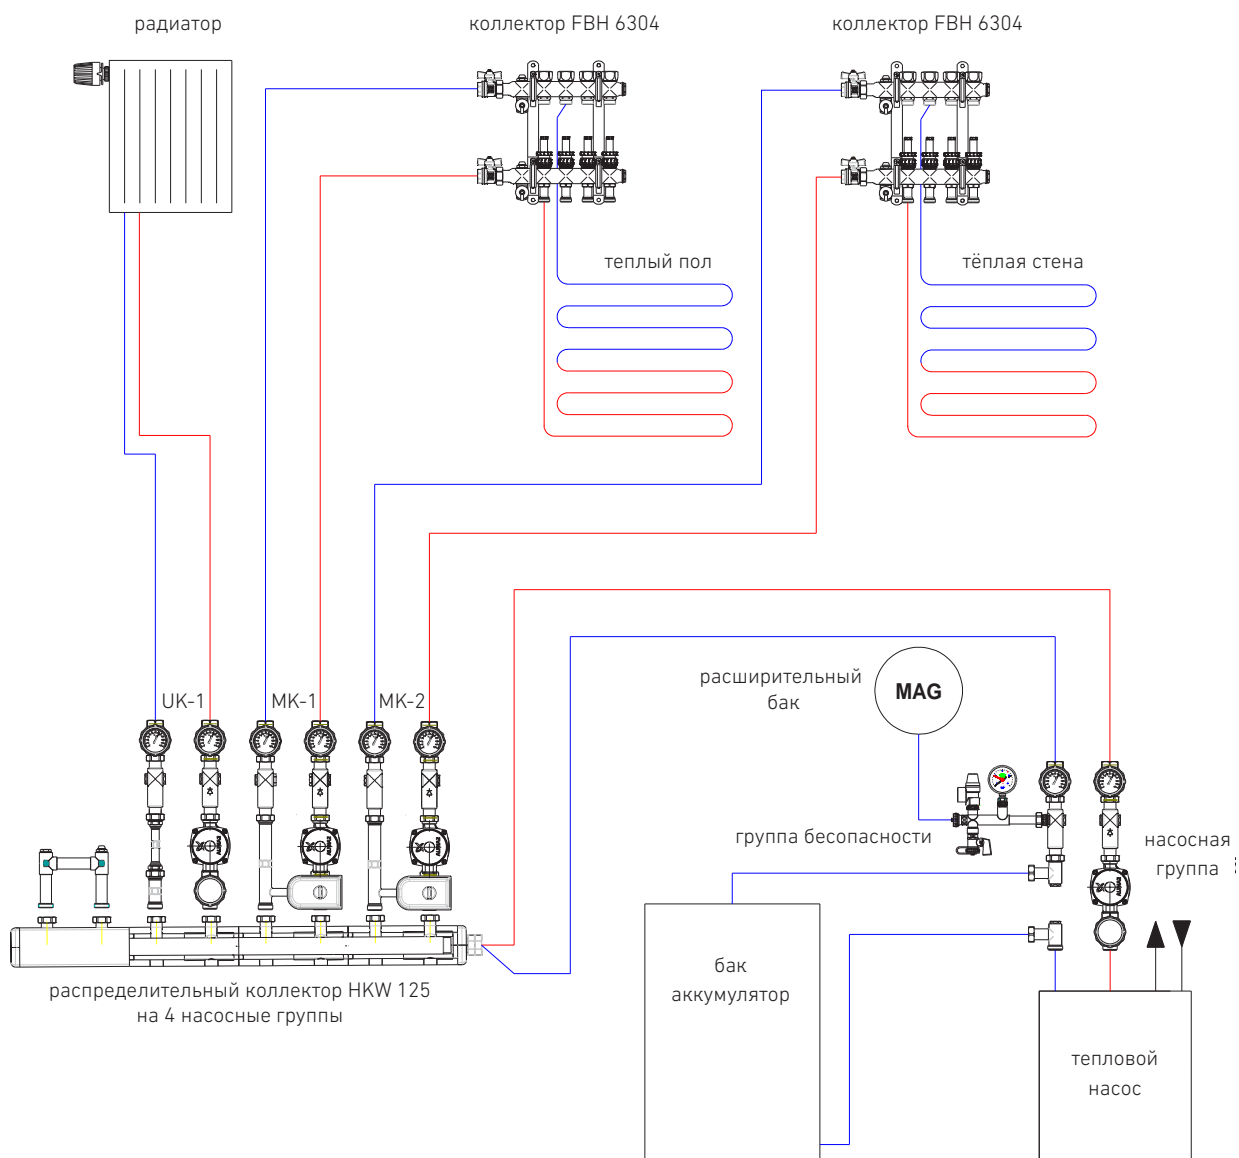 радиатор
коллектор FBH 6304
коллектор FBH 6304
теплый пол
тёплая стена
UK-1
MK-1
MK-2
расширительный
бак
MAG
группа бесопасности
насосная
группа
распределительный коллектор HKW 125
на 4 насосные группы
бак
аккумулятор
тепловой
насос